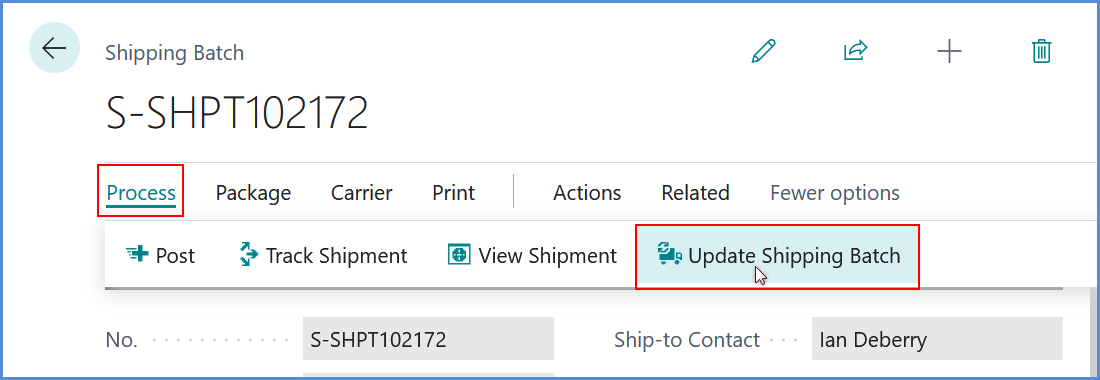 Shipping Batch
S-SHPT102172
Process Package Carrier Print Actions Related Fewer options
Post Track Shipment View Shipment Update Shipping Batch
No. S-SHPT102172 Ship-to Contact Ian Deberry